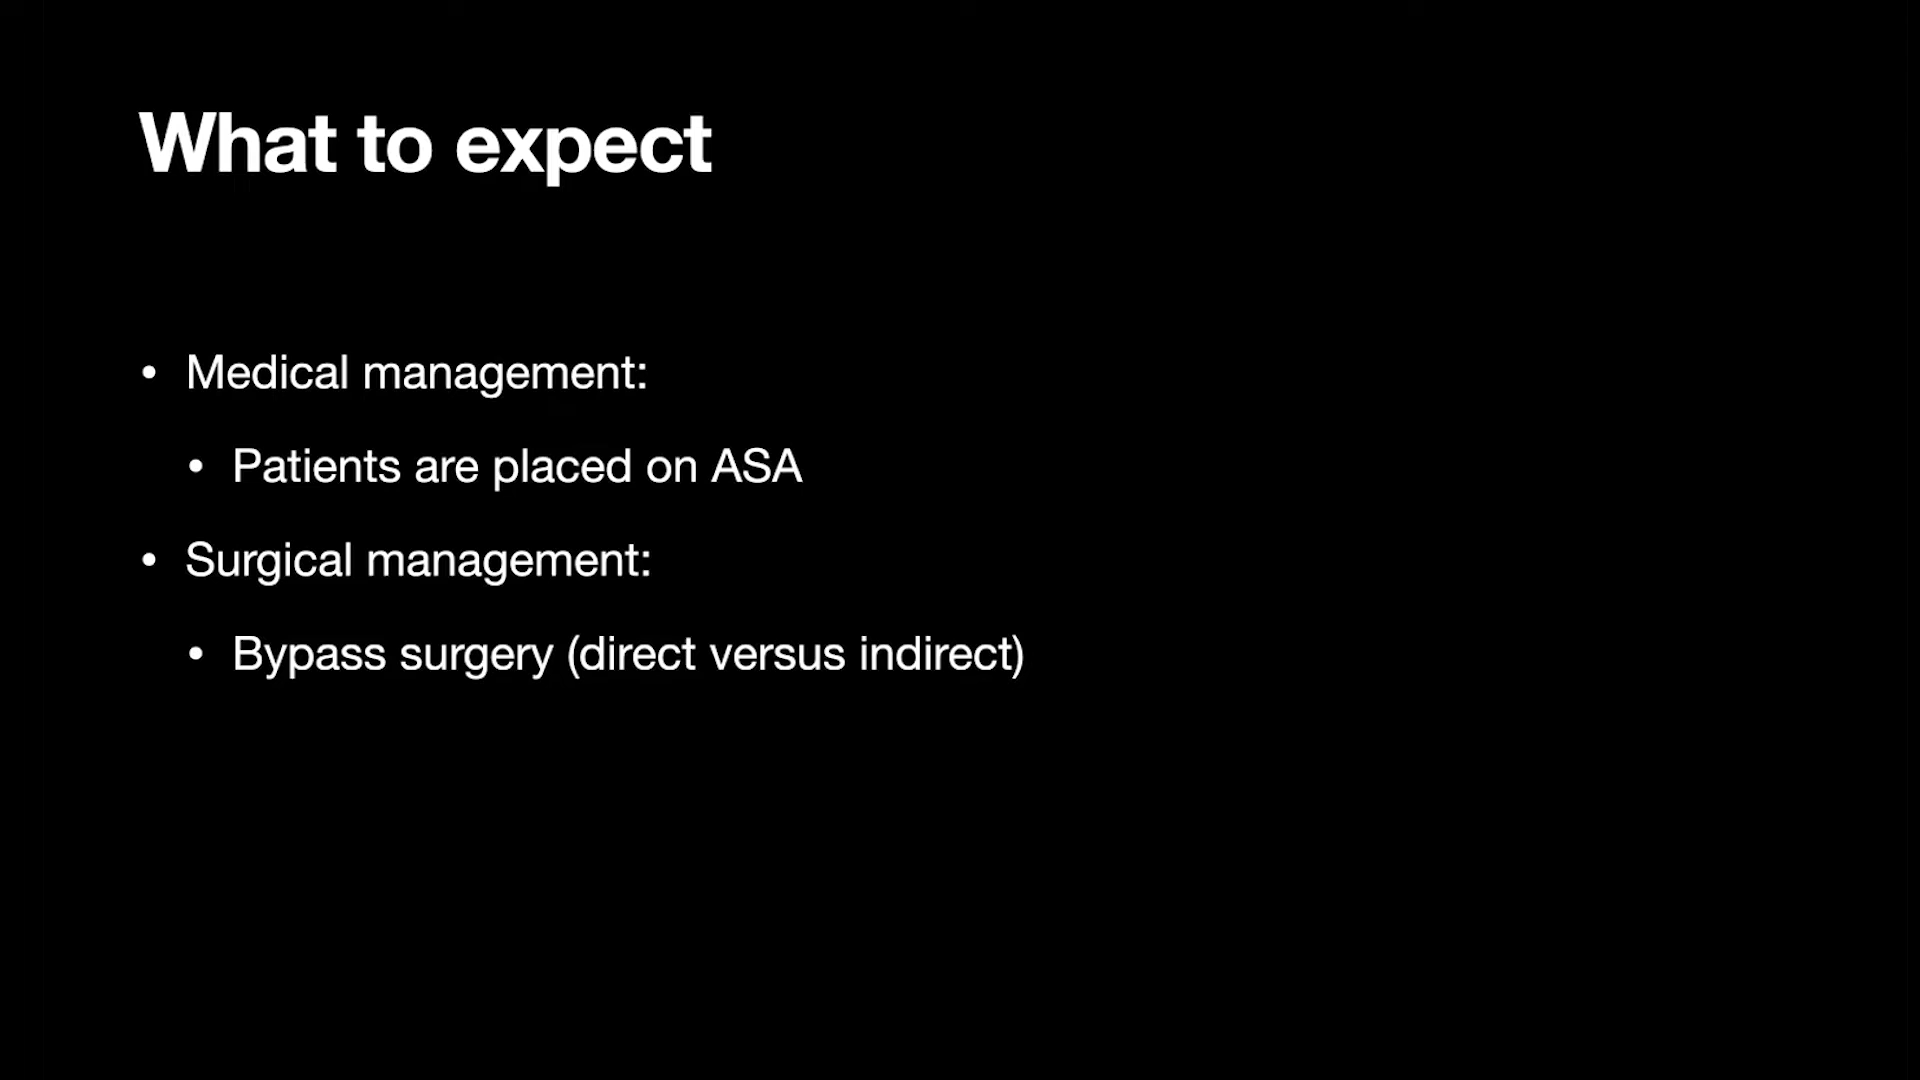 What to expect
• Medical management:
• Patients are placed on ASA
• Surgical management:
• Bypass surgery (direct versus indirect)